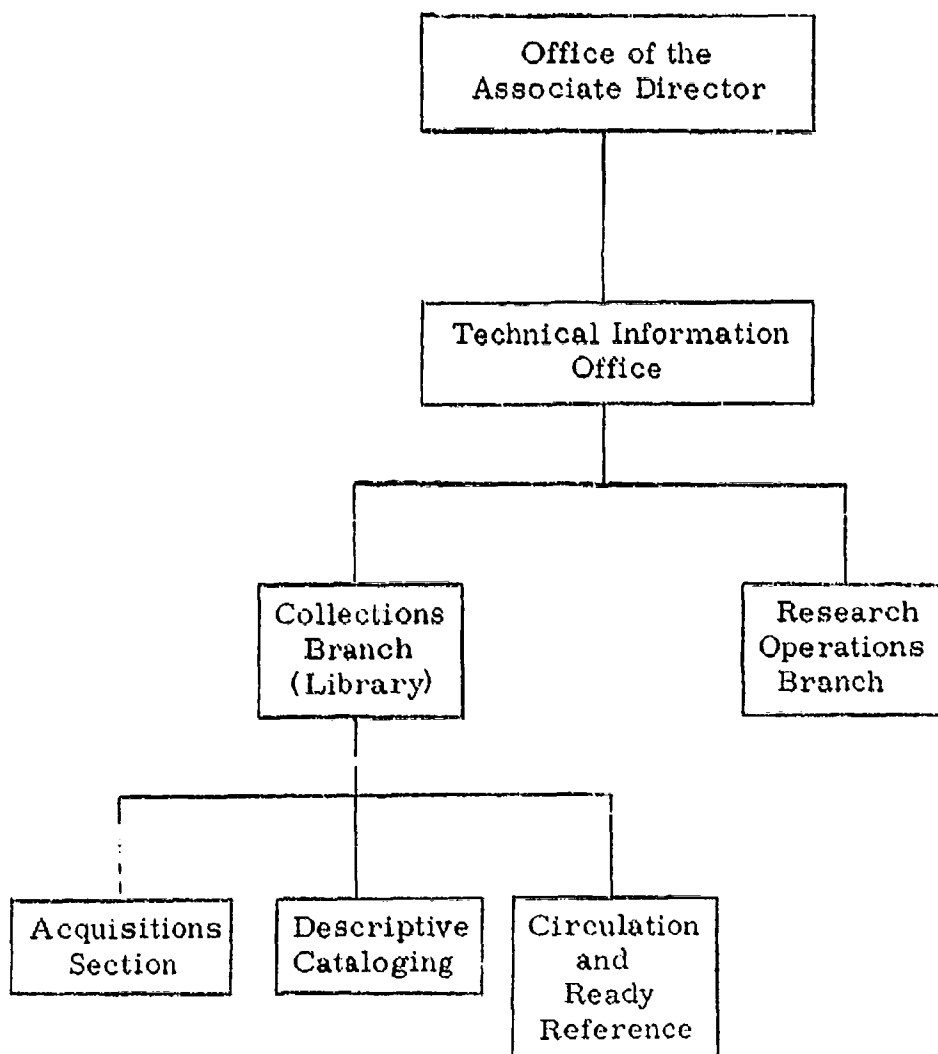 Office of the
Associate Director
Technical Information
Office
Collections
Branch
(Library)
Research
Operations
Branch
Acquisitions
Section
Descriptive
Cataloging
Circulation
and
Ready
Reference